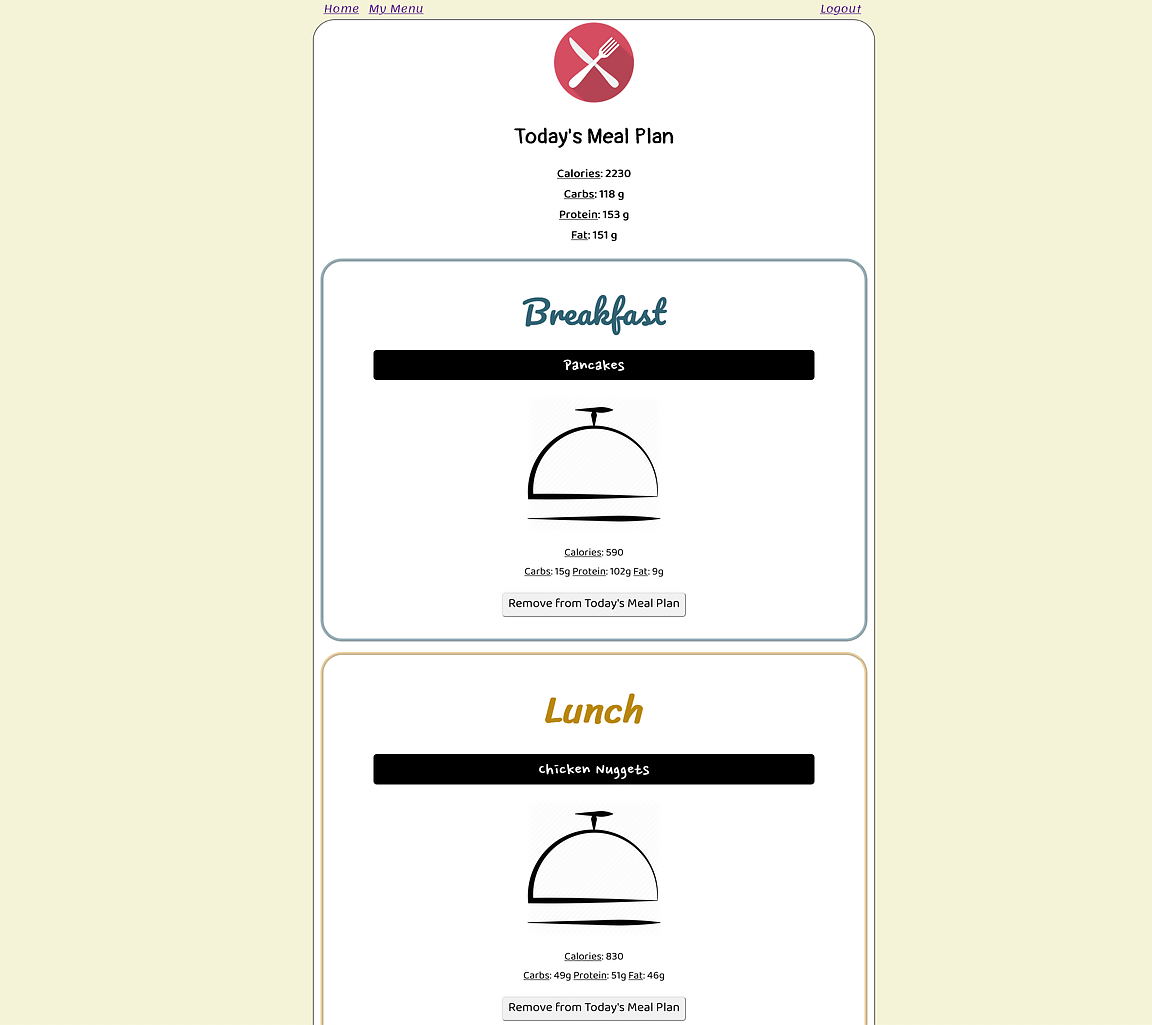 Home My Menu Logout
Today's Meal Plan
Calories: 2230
Carbs: 118 g
Protein: 153 g
Fat: 151 g
Breakfast
Pancakes
Calories: 590
Carbs: 15g Protein: 102g Fat: 9g
Remove from Today's Meal Plan
Lunch
Chicken Nuggets
Calories: 830
Carbs: 49g Protein: 51g Fat: 46g
Remove from Today's Meal Plan